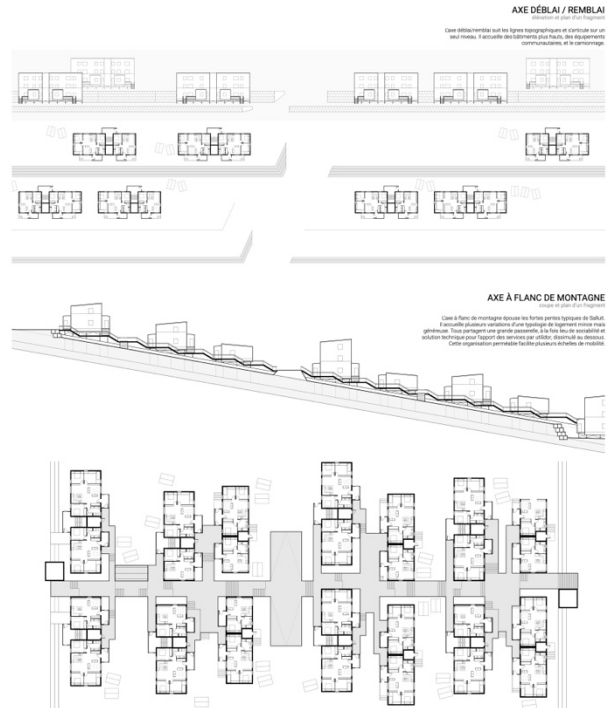 AXE DÉBLAI / REMBLAI
élévation et plan d'un fragment
L'axe déblai/remblai suit les lignes topographiques et s'articule sur un
seul niveau. Il accueille des bâtiments plus hauts, des équipements
communautaires, et le camionnage.
AXE À FLANC DE MONTAGNE
coupe et plan d'un fragment
L'axe à flanc de montagne épouse les fortes pentes typiques de Salluit.
Il accueille plusieurs variations d'une typologie de logement mince mais
généreuse. Tous partagent une grande passerelle, à la fois lieu de sociabilité et
solution technique pour l'apport des services par utilidor, dissimulé au dessous.
Cette organisation perméable facilite plusieurs échelles de mobilité.